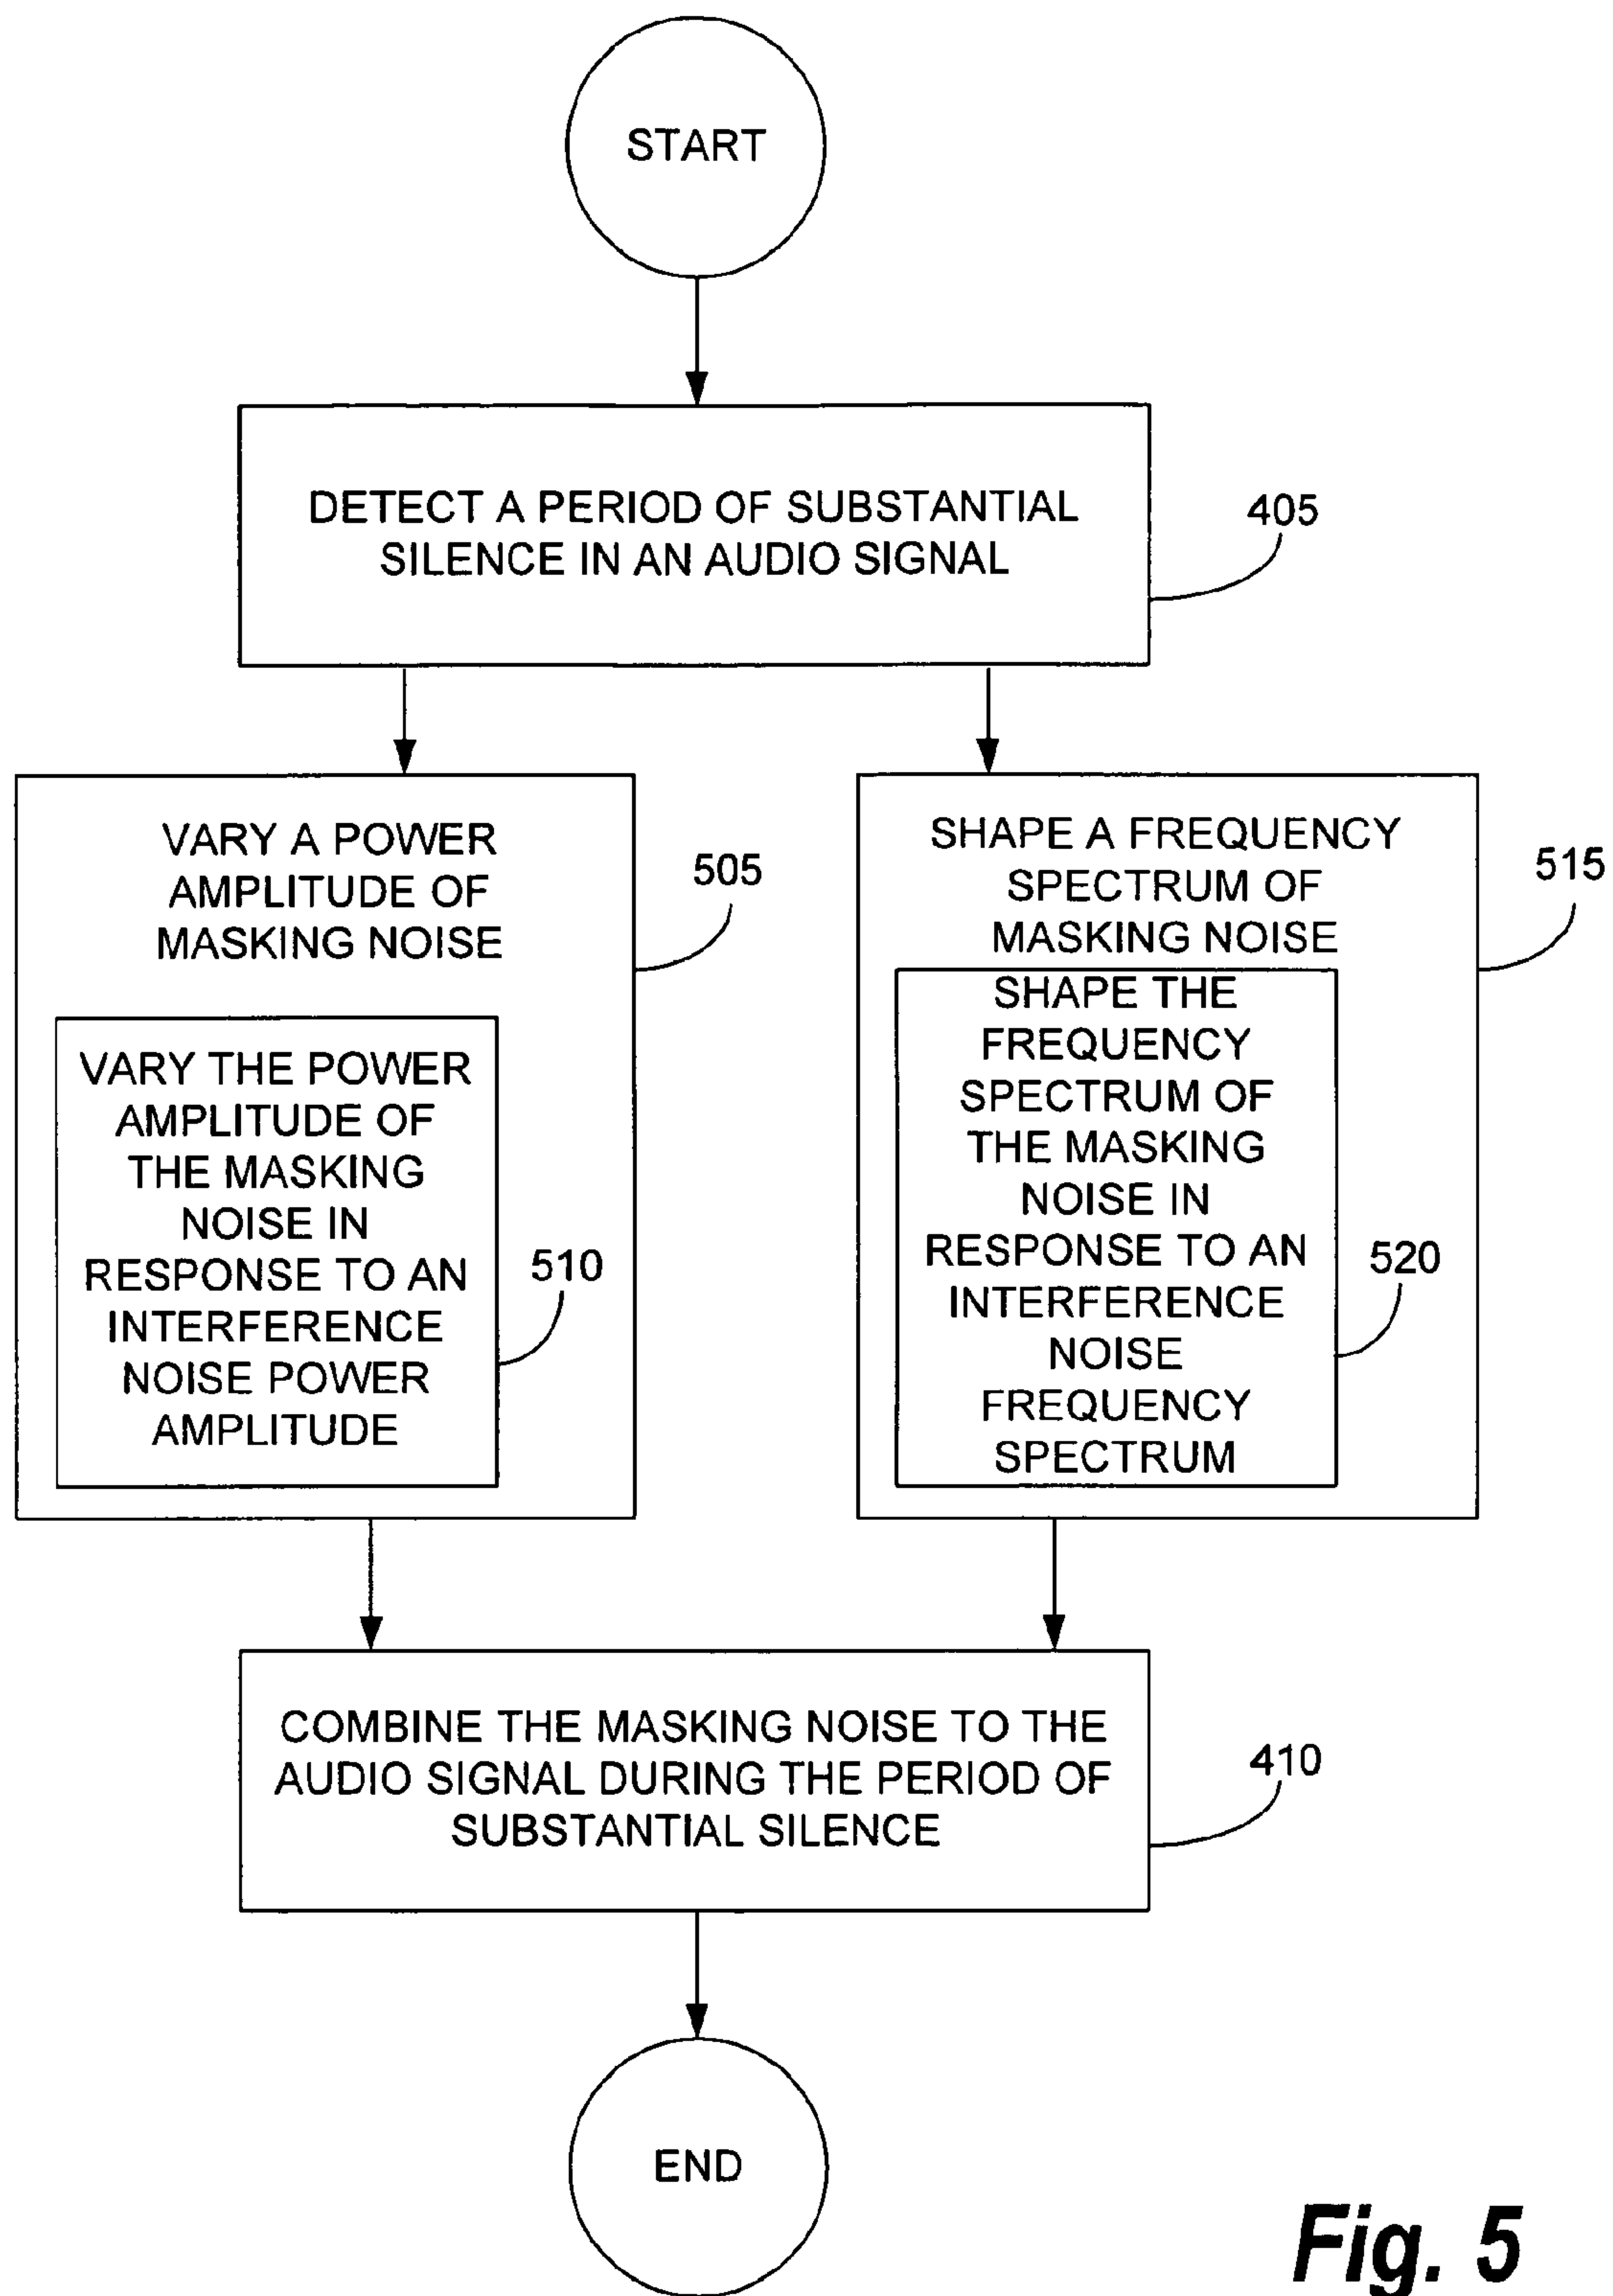 START
DETECT A PERIOD OF SUBSTANTIAL
SILENCE IN AN AUDIO SIGNAL
405
VARY A POWER
AMPLITUDE OF
MASKING NOISE
505
VARY THE POWER
AMPLITUDE OF
THE MASKING
NOISE IN
RESPONSE TO AN
INTERFERENCE
NOISE POWER
AMPLITUDE
510
SHAPE A FREQUENCY
SPECTRUM OF
MASKING NOISE
515
SHAPE THE
FREQUENCY
SPECTRUM OF
THE MASKING
NOISE IN
RESPONSE TO AN
INTERFERENCE
NOISE
FREQUENCY
SPECTRUM
520
COMBINE THE MASKING NOISE TO THE
AUDIO SIGNAL DURING THE PERIOD OF
SUBSTANTIAL SILENCE
410
END
Fig. 5